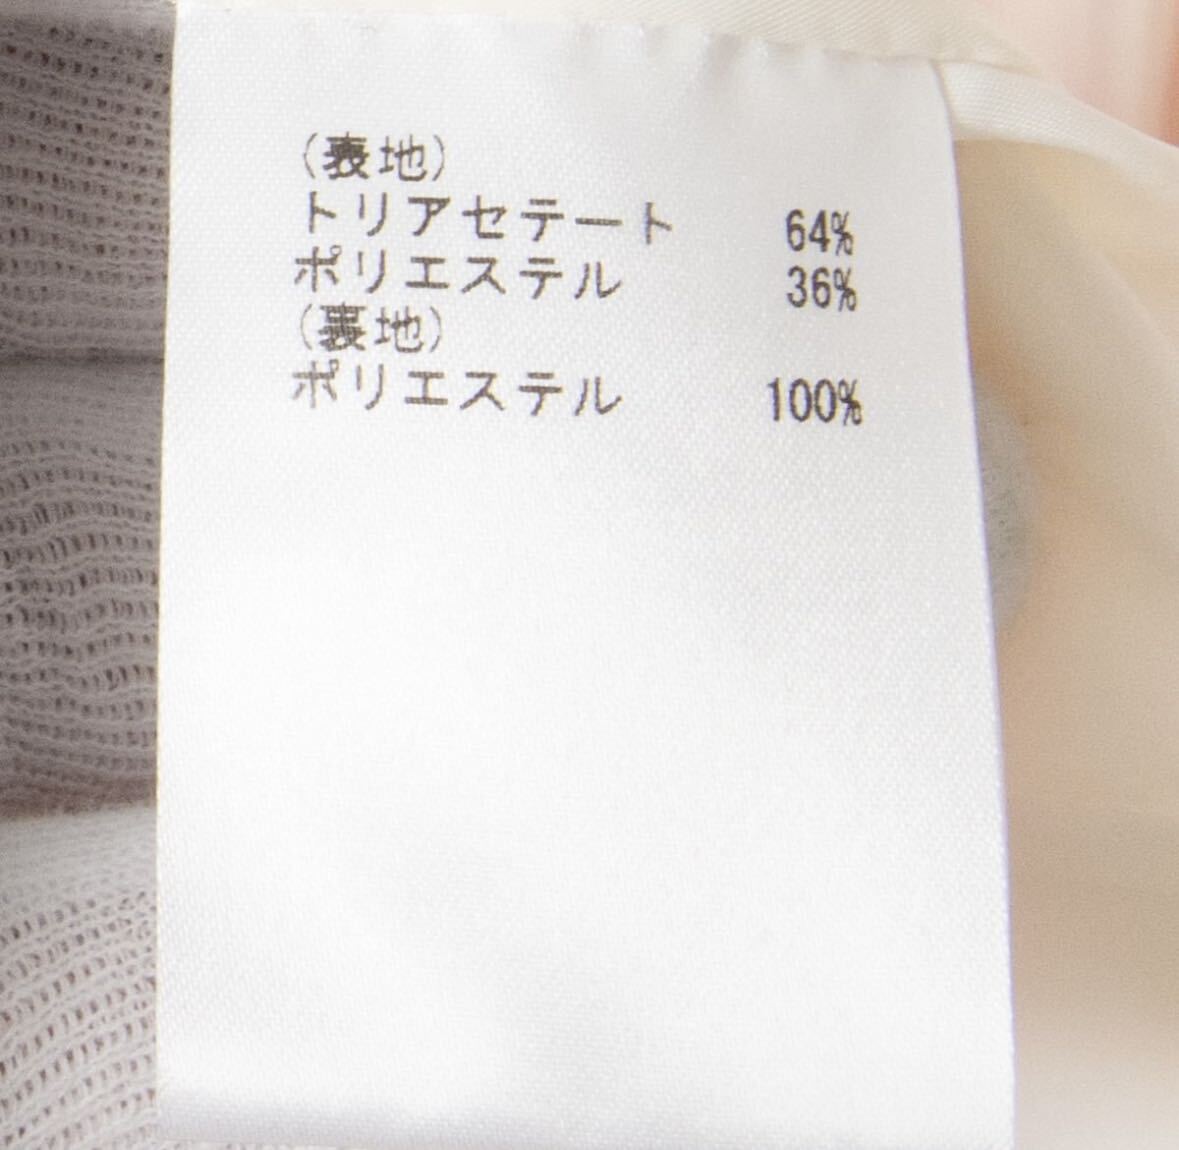 (表地)
トリアセテート 64%
ポリエステル 36%
(裏地)
ポリエステル 100%